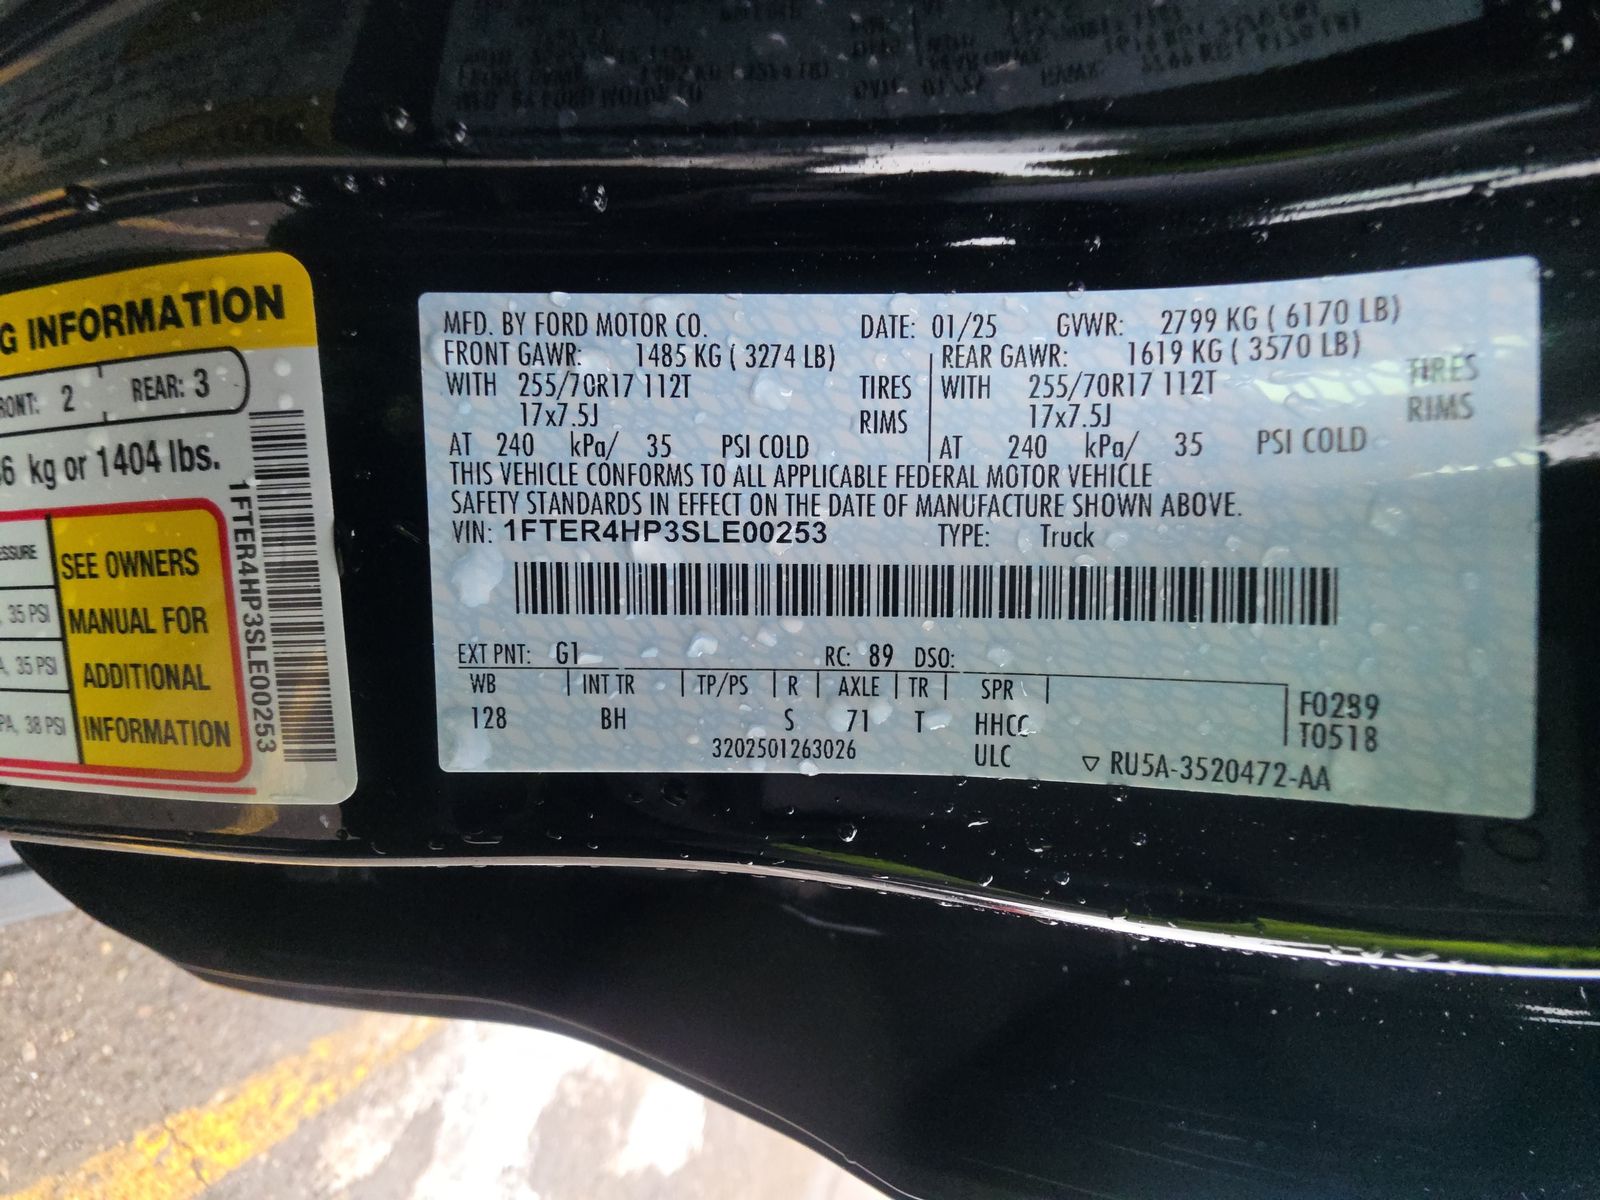 G INFORMATION
RONT: 2 REAR: 3
6 kg or 1404 lbs.
ESSURE
35 PSI
A, 35 PSI
PA, 38 PSI
SEE OWNERS
MANUAL FOR
ADDITIONAL
INFORMATION
1FTER4HP3SLE00253
MFD. BY FORD MOTOR CO. DATE: 01/25 GVWR: 2799 KG ( 6170 LB)
FRONT GAWR: 1485 KG ( 3274 LB) REAR GAWR: 1619 KG ( 3570 LB)
WITH 255/70R17 112T TIRES WITH 255/70R17 112T TIRES
17x7.5J RIMS 17x7.5J RIMS
AT 240 kPa/ 35 PSI COLD AT 240 kPa/ 35 PSI COLD
THIS VEHICLE CONFORMS TO ALL APPLICABLE FEDERAL MOTOR VEHICLE
SAFETY STANDARDS IN EFFECT ON THE DATE OF MANUFACTURE SHOWN ABOVE.
VIN: 1FTER4HP3SLE00253 TYPE: Truck
EXT PNT: G1 RC: 89 DSO:
WB INT TR TP/PS R AXLE TR SPR
128 BH S 71 T HHCC F0289
3202501263026 ULC T0518
▽ RU5A-3520472-AA